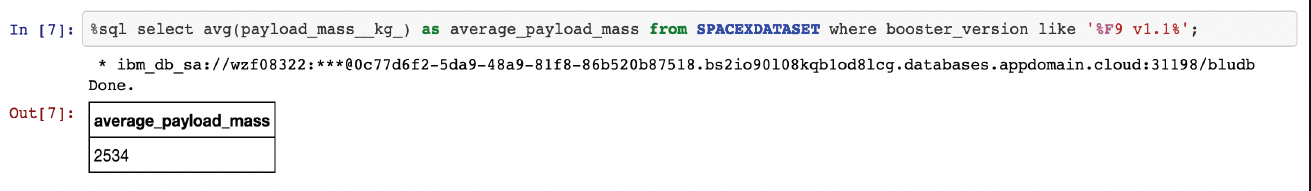 In [7]: %sql select avg(payload_mass__kg_) as average_payload_mass from SPACEXDATASET where booster_version like '%F9 v1.1%';
* ibm_db_sa://wzf08322:***@0c77d6f2-5da9-48a9-81f8-86b520b87518.bs2io90l08kqb1od8lcg.databases.appdomain.cloud:31198/bludb
Done.
Out[7]: average_payload_mass
2534